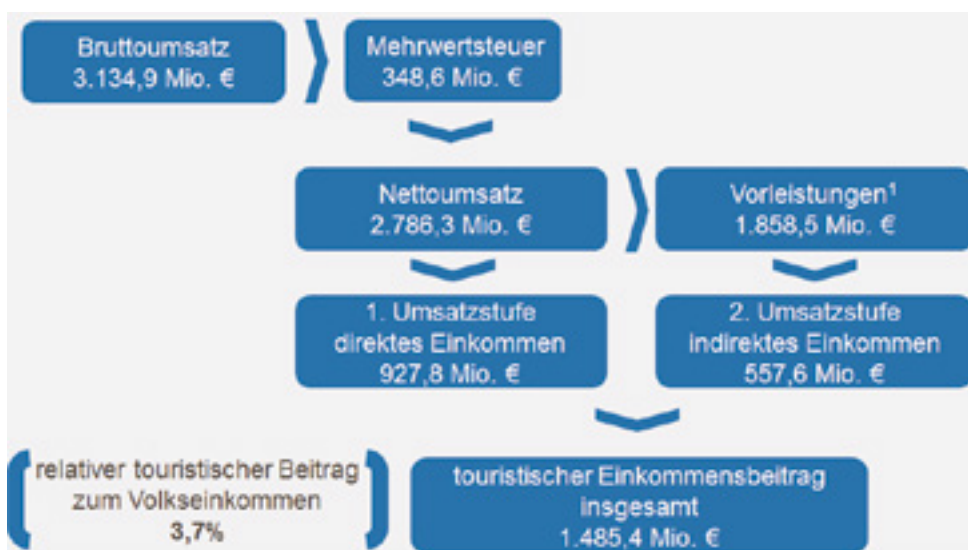 Bruttoumsatz
3.134,9 Mio. €
Mehrwertsteuer
348,6 Mio. €
Nettoumsatz
2.786,3 Mio. €
Vorleistungen¹
1.858,5 Mio. €
1. Umsatzstufe
direktes Einkommen
927,8 Mio. €
2. Umsatzstufe
indirektes Einkommen
557,6 Mio. €
relativer touristischer Beitrag
zum Volkseinkommen
3,7%
touristischer Einkommensbeitrag
insgesamt
1.485,4 Mio. €